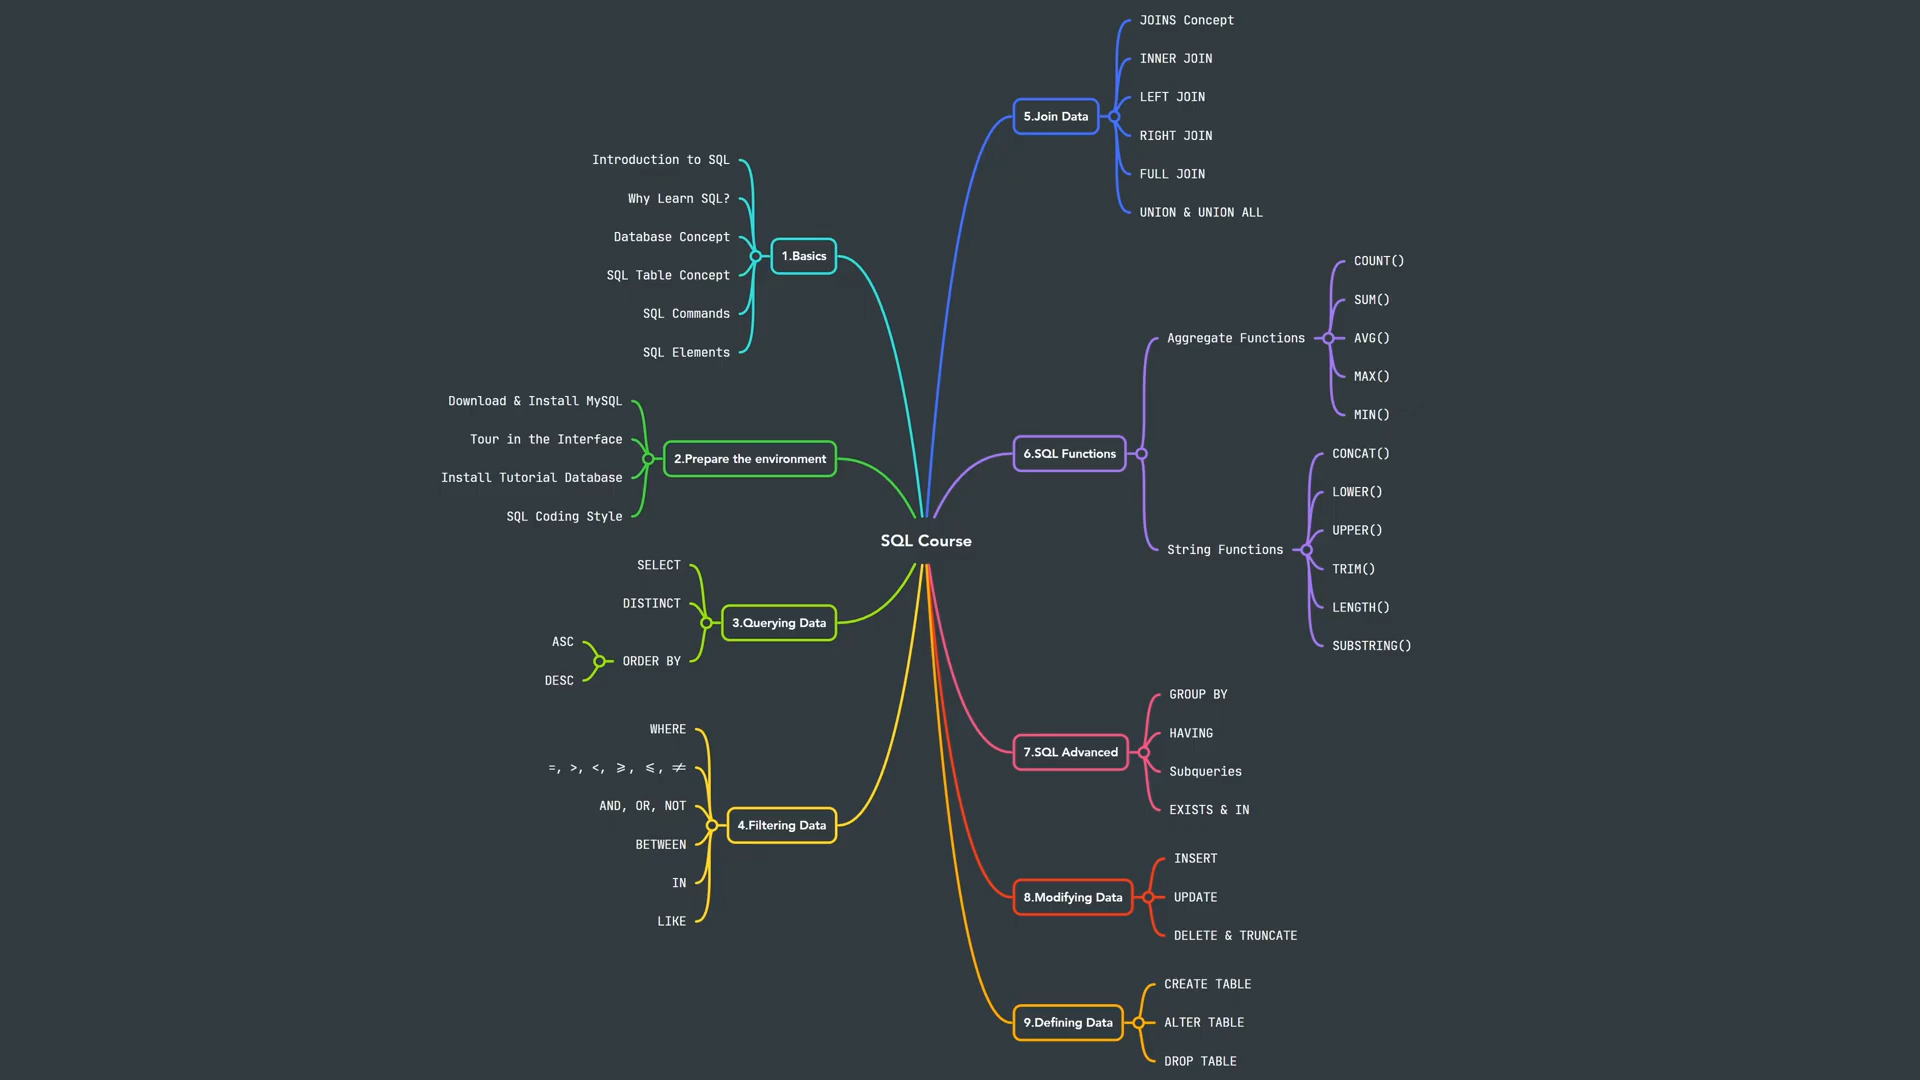 SQL Course
1.Basics
Introduction to SQL
Why Learn SQL?
Database Concept
SQL Table Concept
SQL Commands
SQL Elements
2.Prepare the environment
Download & Install MySQL
Tour in the Interface
Install Tutorial Database
SQL Coding Style
3.Querying Data
SELECT
DISTINCT
ORDER BY
ASC
DESC
4.Filtering Data
WHERE
=, >, <, ⩾, ⩽, ≠
AND, OR, NOT
BETWEEN
IN
LIKE
5.Join Data
JOINS Concept
INNER JOIN
LEFT JOIN
RIGHT JOIN
FULL JOIN
UNION & UNION ALL
6.SQL Functions
Aggregate Functions
COUNT()
SUM()
AVG()
MAX()
MIN()
String Functions
CONCAT()
LOWER()
UPPER()
TRIM()
LENGTH()
SUBSTRING()
7.SQL Advanced
GROUP BY
HAVING
Subqueries
EXISTS & IN
8.Modifying Data
INSERT
UPDATE
DELETE & TRUNCATE
9.Defining Data
CREATE TABLE
ALTER TABLE
DROP TABLE